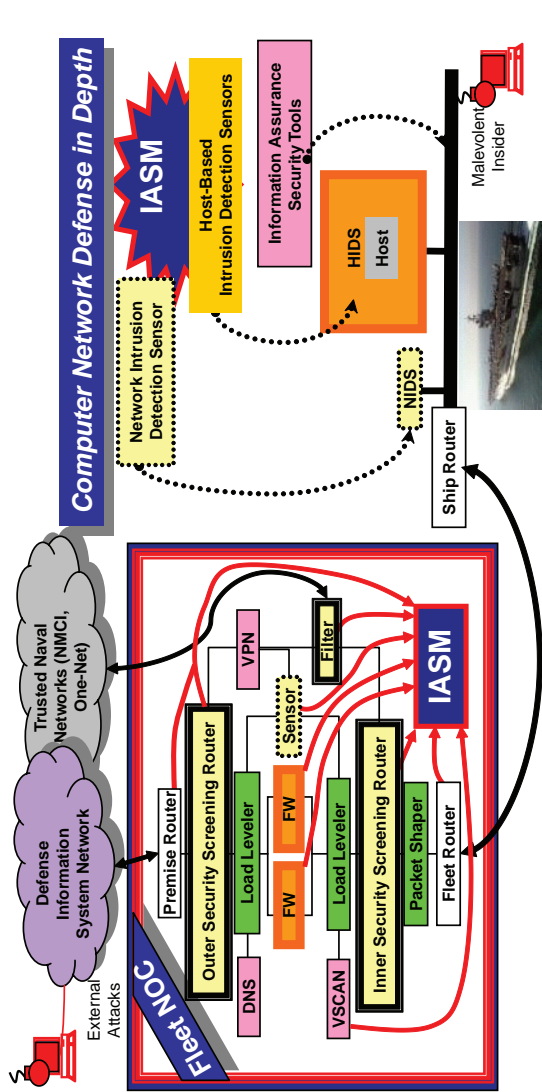 Computer Network Defense in Depth
Defense
Information
System Network
Trusted Naval
Networks (NMCI,
One-Net)
External
Attacks
Fleet NOC
Premise Router
Outer Security Screening Router
DNS
Load Leveler
VPN
FW
FW
Sensor
Filter
VSCAN
Load Leveler
Inner Security Screening Router
Packet Shaper
Fleet Router
IASM
Network Intrusion
Detection Sensor
IASM
Host-Based
Intrusion Detection Sensors
Information Assurance
Security Tools
NIDS
HIDS
Host
Ship Router
Malevolent
Insider